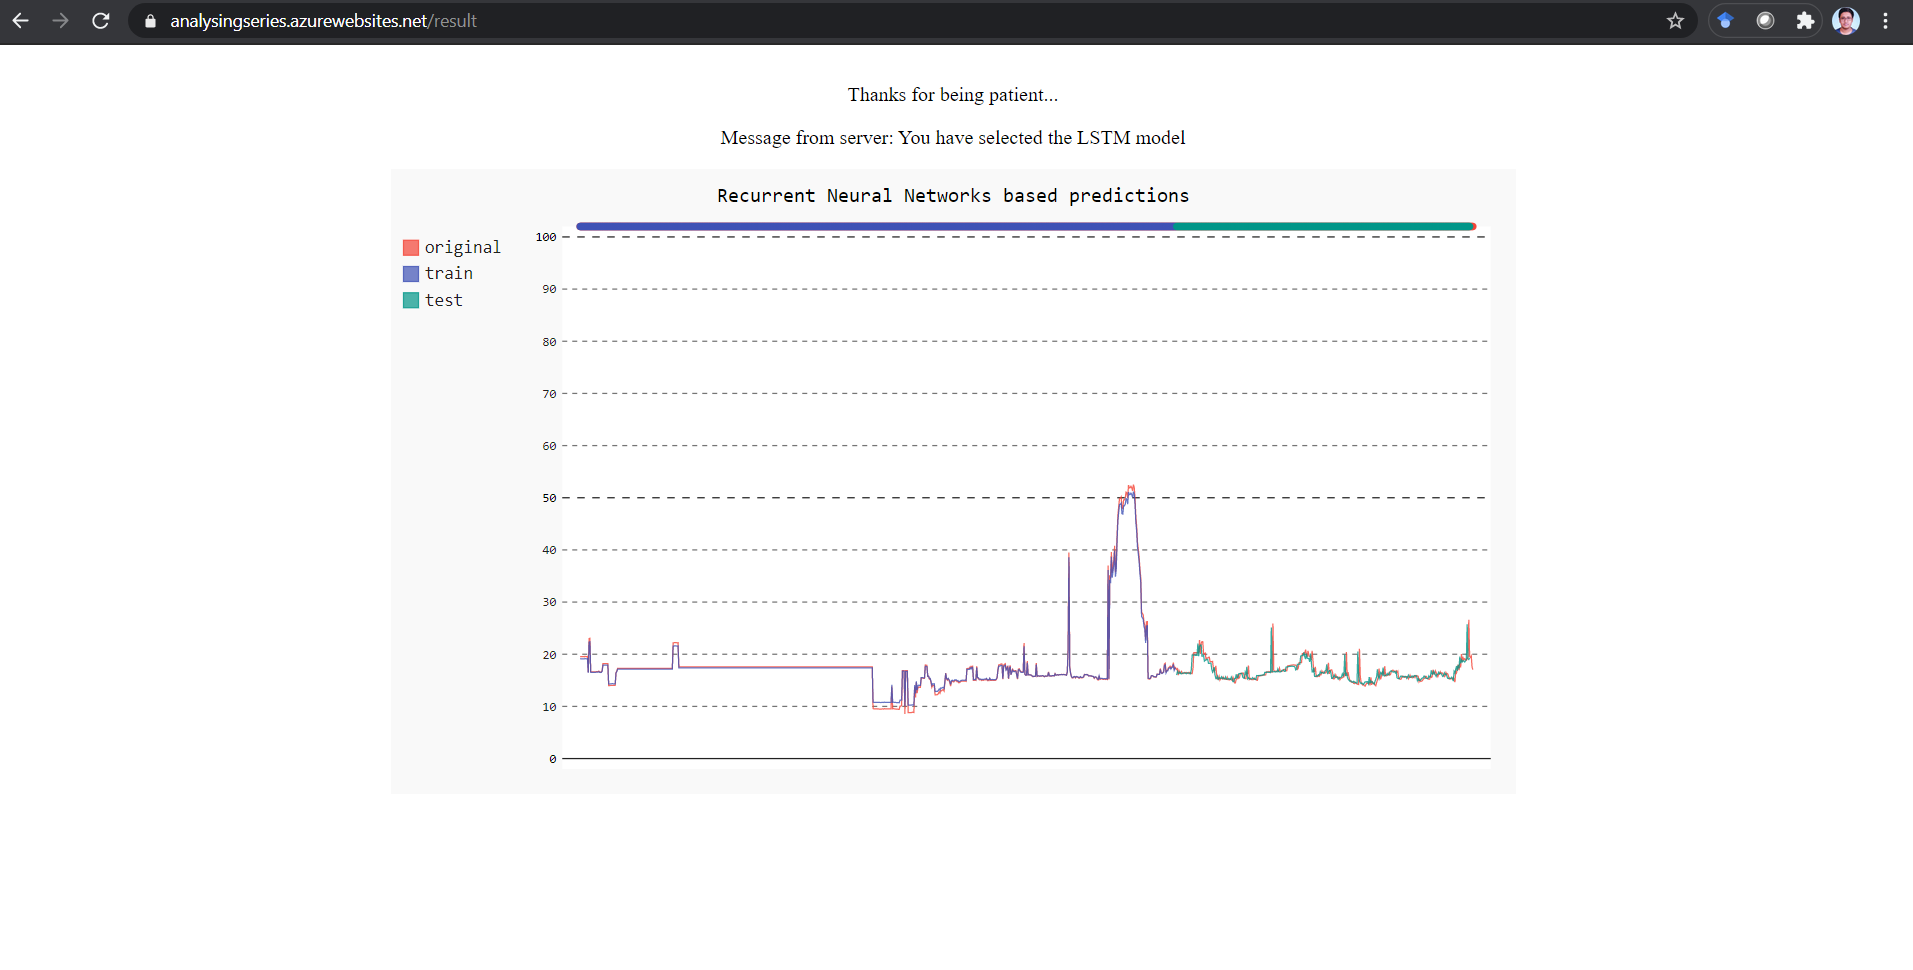 analysingseries.azurewebsites.net/result
Thanks for being patient...
Message from server: You have selected the LSTM model
Recurrent Neural Networks based predictions
original
train
test
100
90
80
70
60
50
40
30
20
10
0